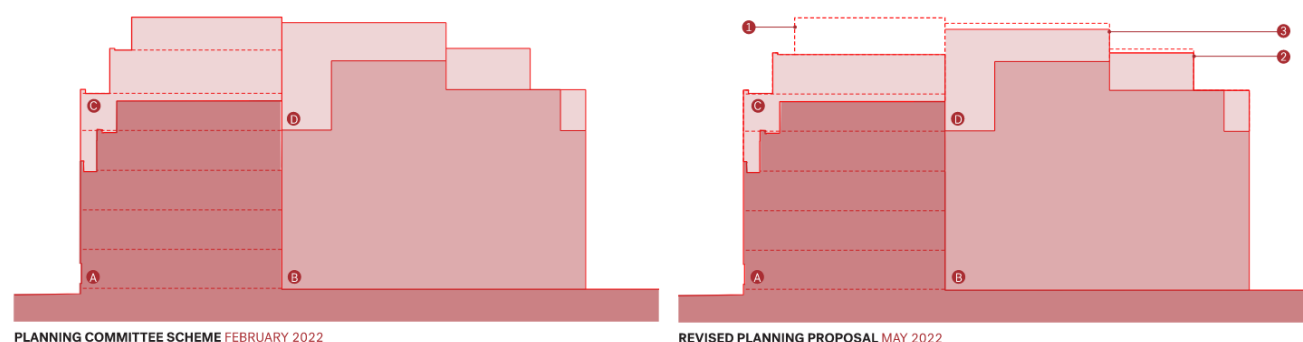 1
3
2
C
C
D
D
A
B
A
B
PLANNING COMMITTEE SCHEME FEBRUARY 2022
REVISED PLANNING PROPOSAL MAY 2022